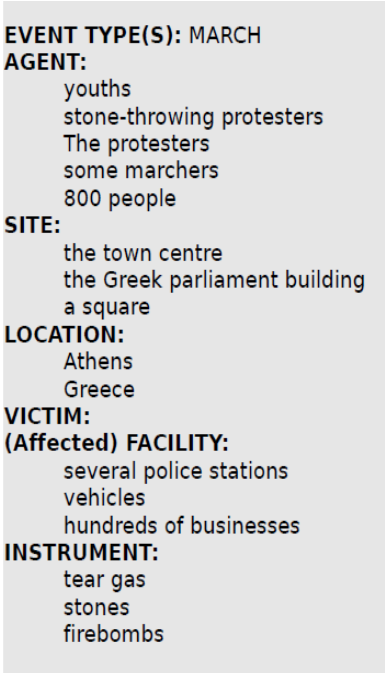 EVENT TYPE(S): MARCH
AGENT:
youths
stone-throwing protesters
The protesters
some marchers
800 people
SITE:
the town centre
the Greek parliament building
a square
LOCATION:
Athens
Greece
VICTIM:
(Affected) FACILITY:
several police stations
vehicles
hundreds of businesses
INSTRUMENT:
tear gas
stones
firebombs